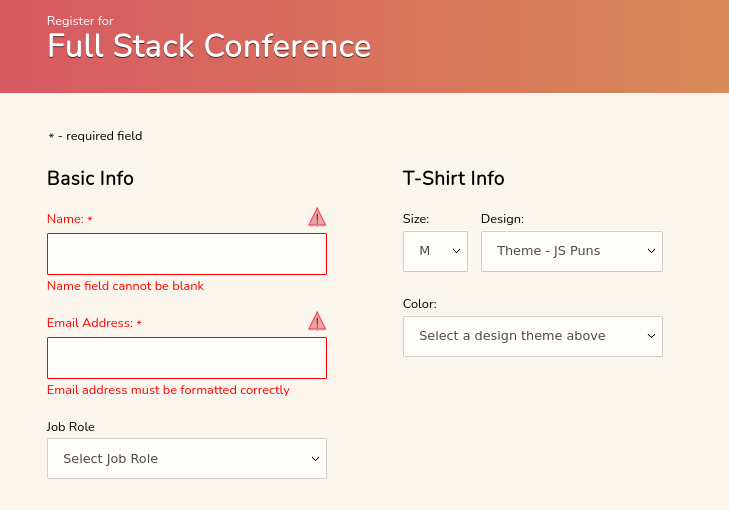 Register for
Full Stack Conference
* - required field
Basic Info
Name: *
Name field cannot be blank
Email Address: *
Email address must be formatted correctly
Job Role
Select Job Role
T-Shirt Info
Size:
M
Design:
Theme - JS Puns
Color:
Select a design theme above